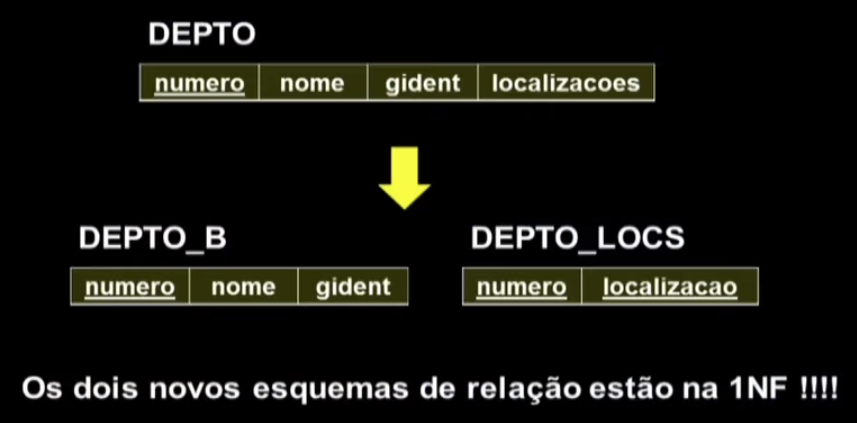 DEPTO
numero nome gident localizacoes
DEPTO_B DEPTO_LOCS
numero nome gident numero localizacao
Os dois novos esquemas de relação estão na 1NF !!!!